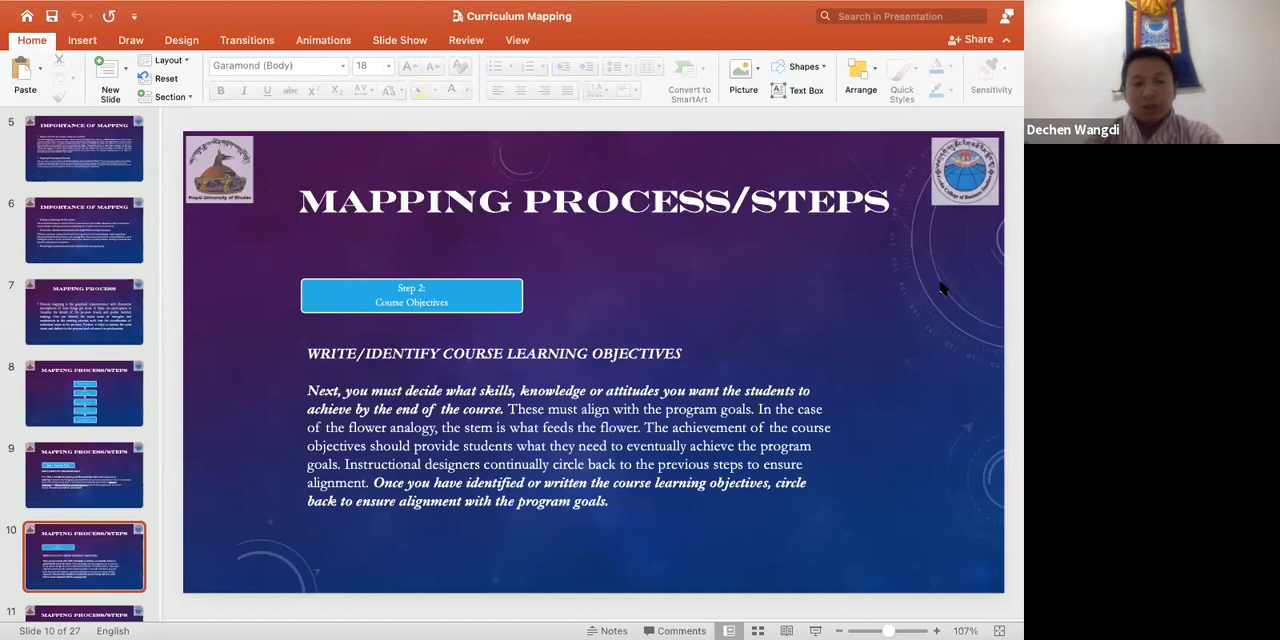 Curriculum Mapping
Search in Presentation
Home Insert Draw Design Transitions Animations Slide Show Review View
Share
Paste
New Slide
Layout
Reset
Section
Garamond (Body) 18
Convert to SmartArt
Picture
Shapes
Text Box
Arrange
Quick Styles
Sensitivity
Dechen Wangdi
5
IMPORTANCE OF MAPPING
6
IMPORTANCE OF MAPPING
7
MAPPING PROCESS
8
MAPPING PROCESS/STEPS
9
MAPPING PROCESS/STEPS
10
MAPPING PROCESS/STEPS
11
MAPPING PROCESS/STEPS
Royal University of Bhutan
MAPPING PROCESS/STEPS
Step 2:
Course Objectives
WRITE/IDENTIFY COURSE LEARNING OBJECTIVES
Next, you must decide what skills, knowledge or attitudes you want the students to
achieve by the end of the course. These must align with the program goals. In the case
of the flower analogy, the stem is what feeds the flower. The achievement of the course
objectives should provide students what they need to eventually achieve the program
goals. Instructional designers continually circle back to the previous steps to ensure
alignment. Once you have identified or written the course learning objectives, circle
back to ensure alignment with the program goals.
Slide 10 of 27 English
Notes Comments 107%